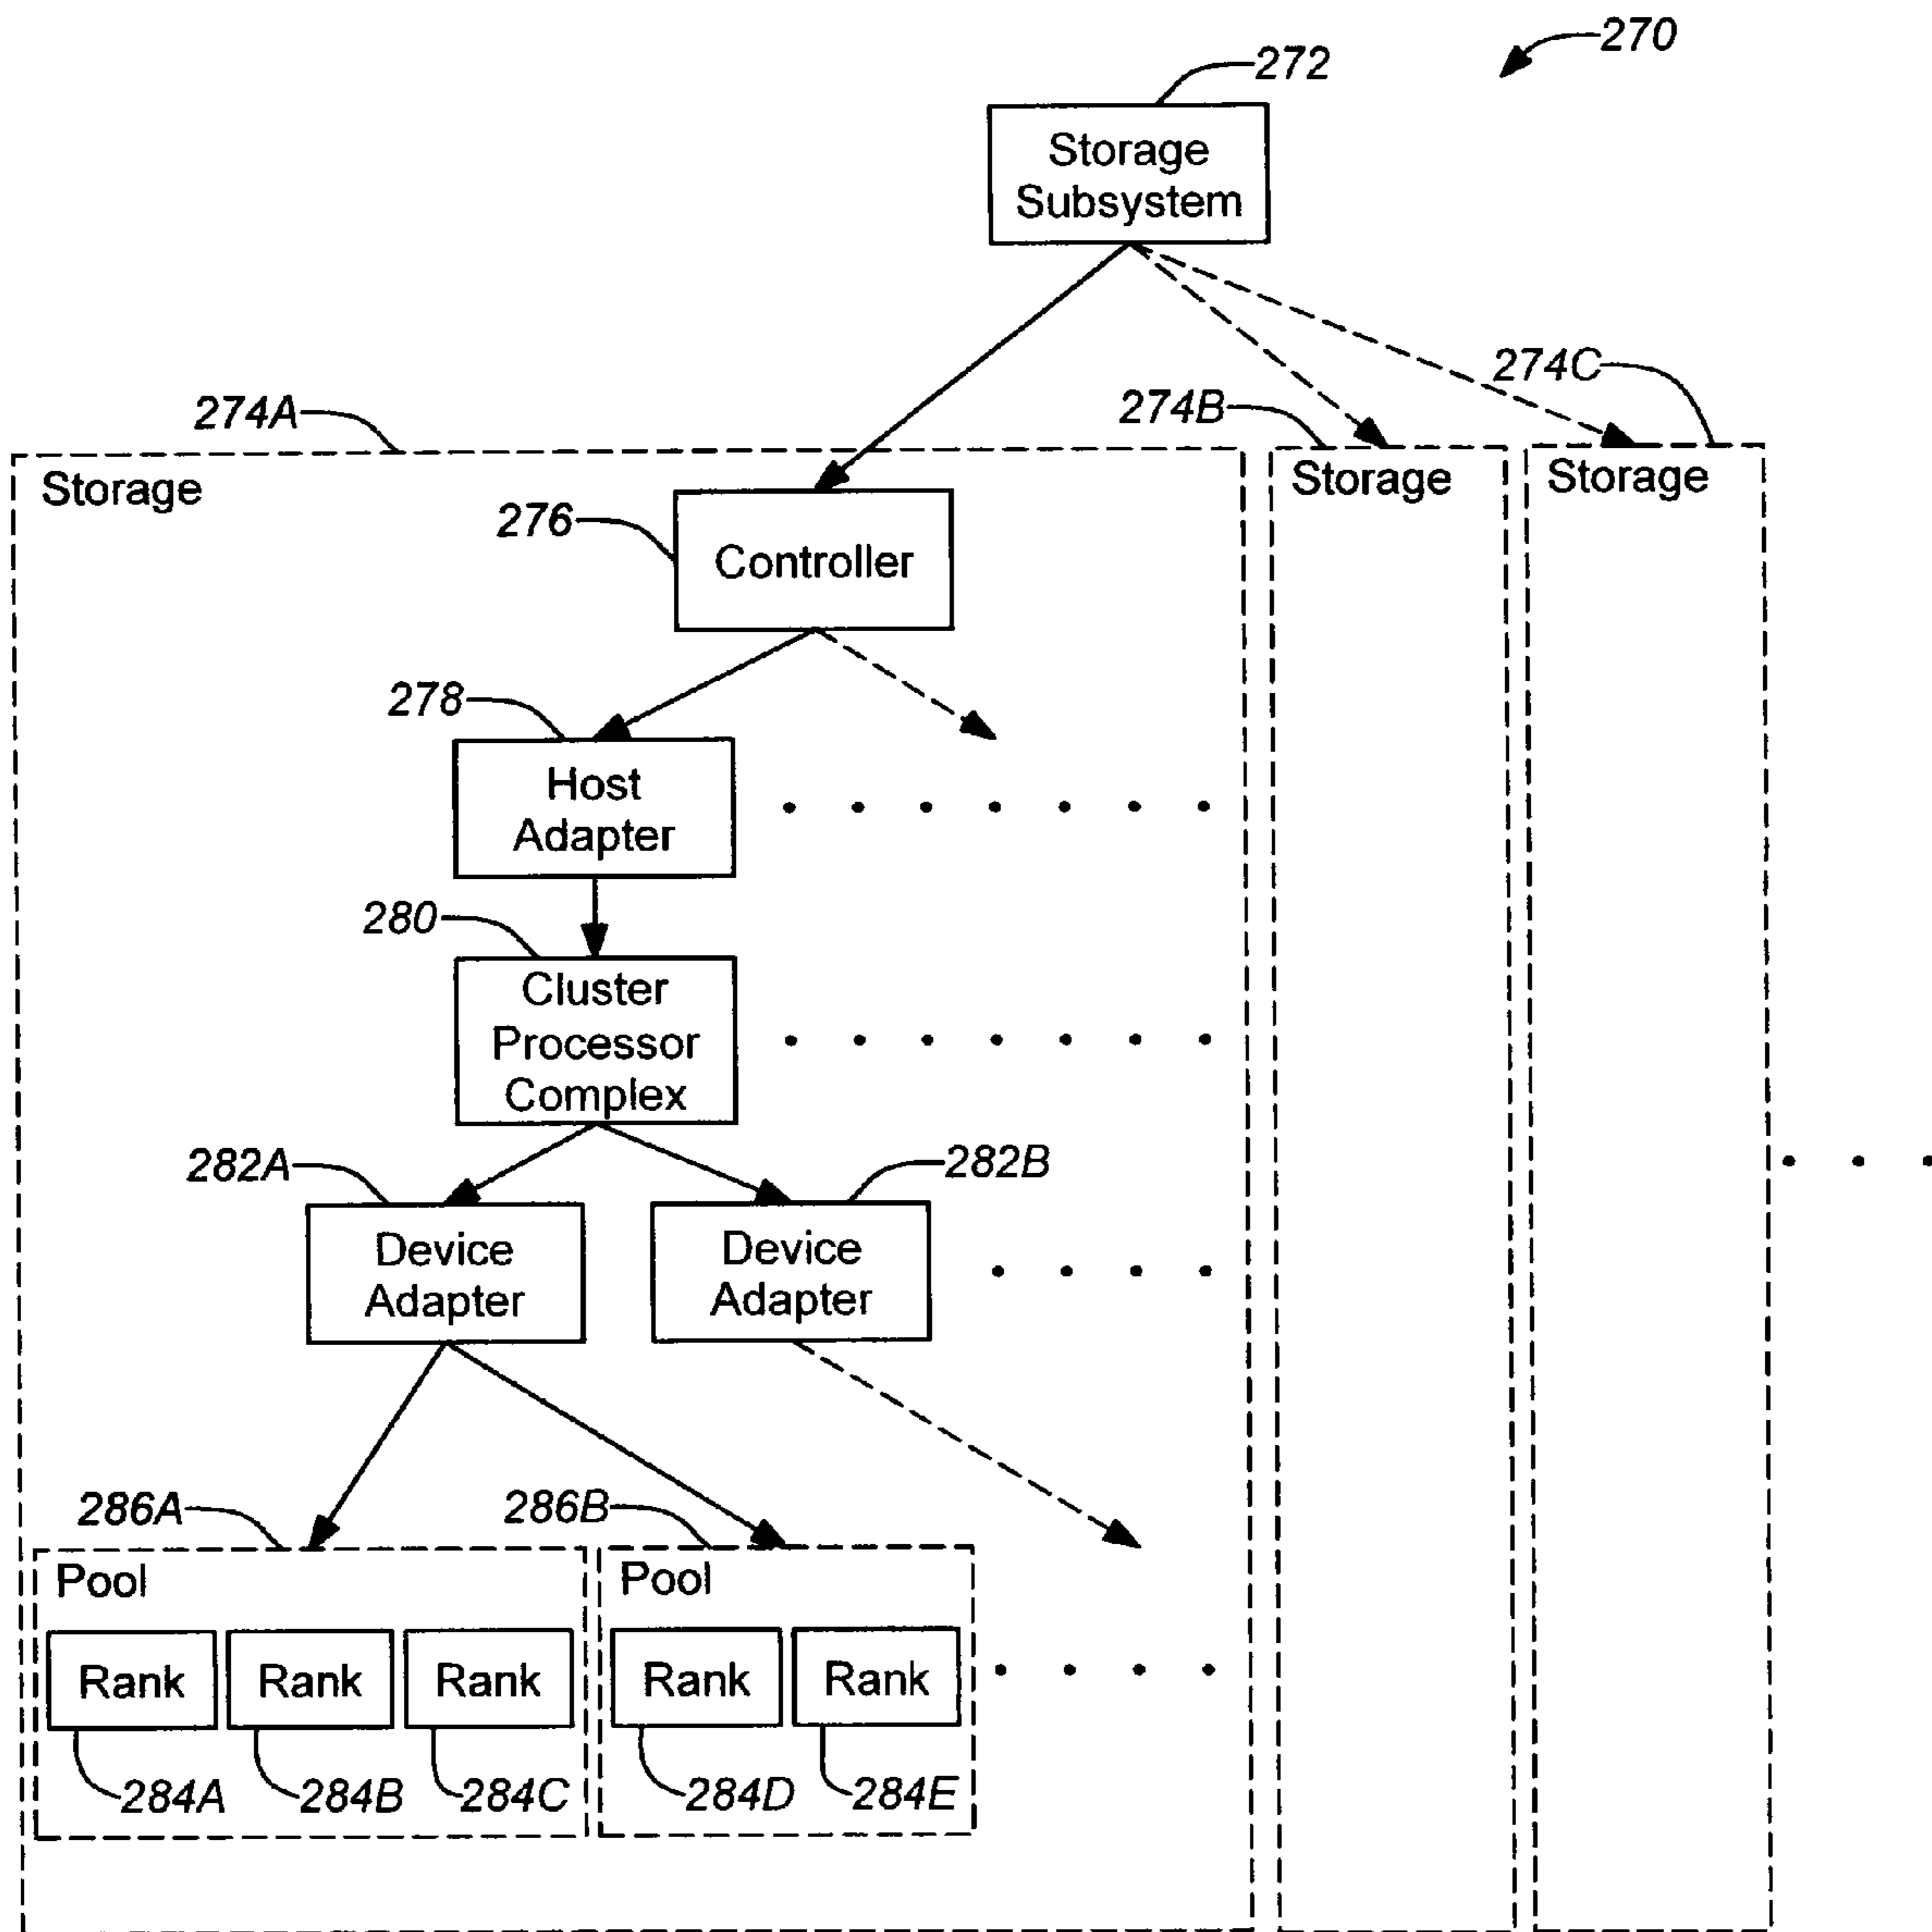 270
272
Storage
Subsystem
274C
274B
274A
Storage
Storage
Storage
276
Controller
278
Host
Adapter
280
Cluster
Processor
Complex
282A
282B
Device
Adapter
Device
Adapter
286A
286B
Pool
Pool
Rank
Rank
Rank
Rank
Rank
284A
284B
284C
284D
284E